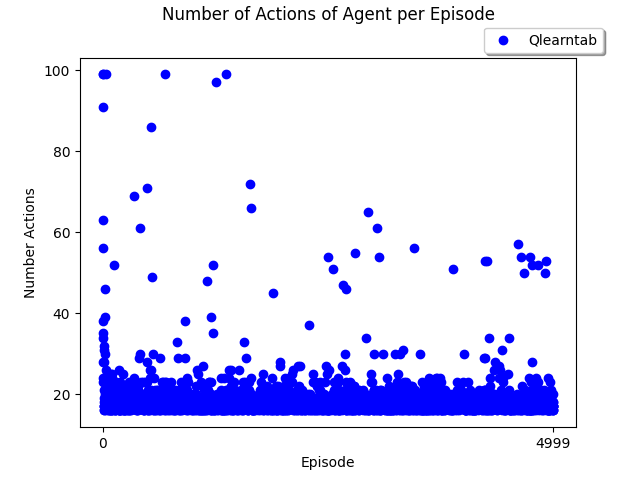 Number of Actions of Agent per Episode
Qlearntab
100
80
60
40
20
Number Actions
0
4999
Episode